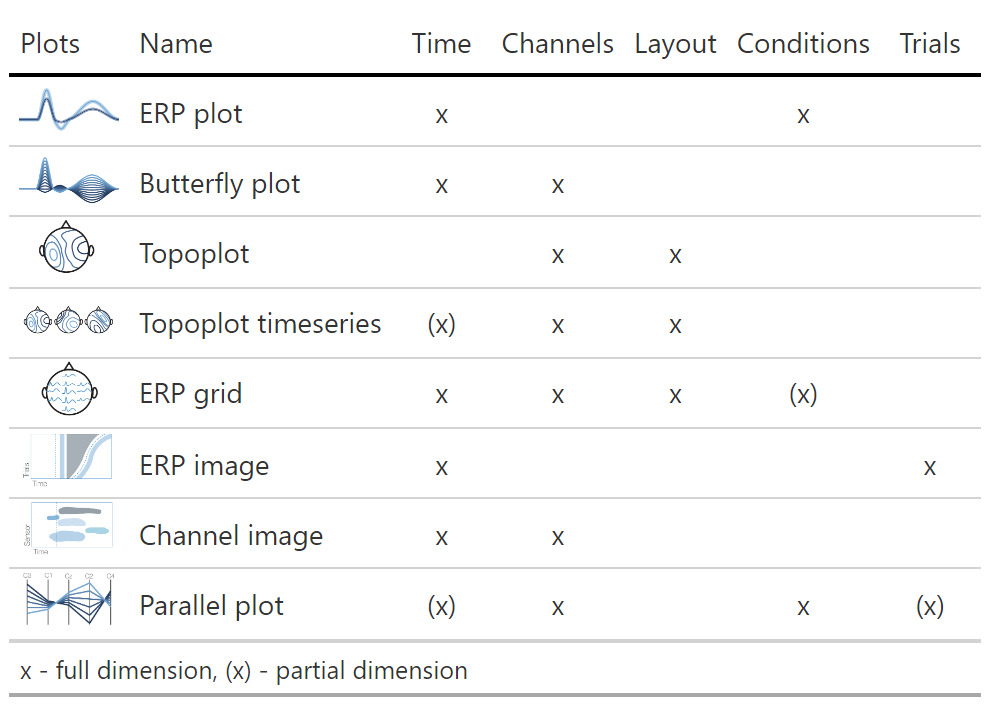 Plots Name Time Channels Layout Conditions Trials
ERP plot x x
Butterfly plot x x
Topoplot x x
Topoplot timeseries (x) x x
ERP grid x x x (x)
Trials
Time
ERP image x x
Sensor
Time
Channel image x x
C3 C1 Cz C2 C4
Parallel plot (x) x x (x)
x - full dimension, (x) - partial dimension